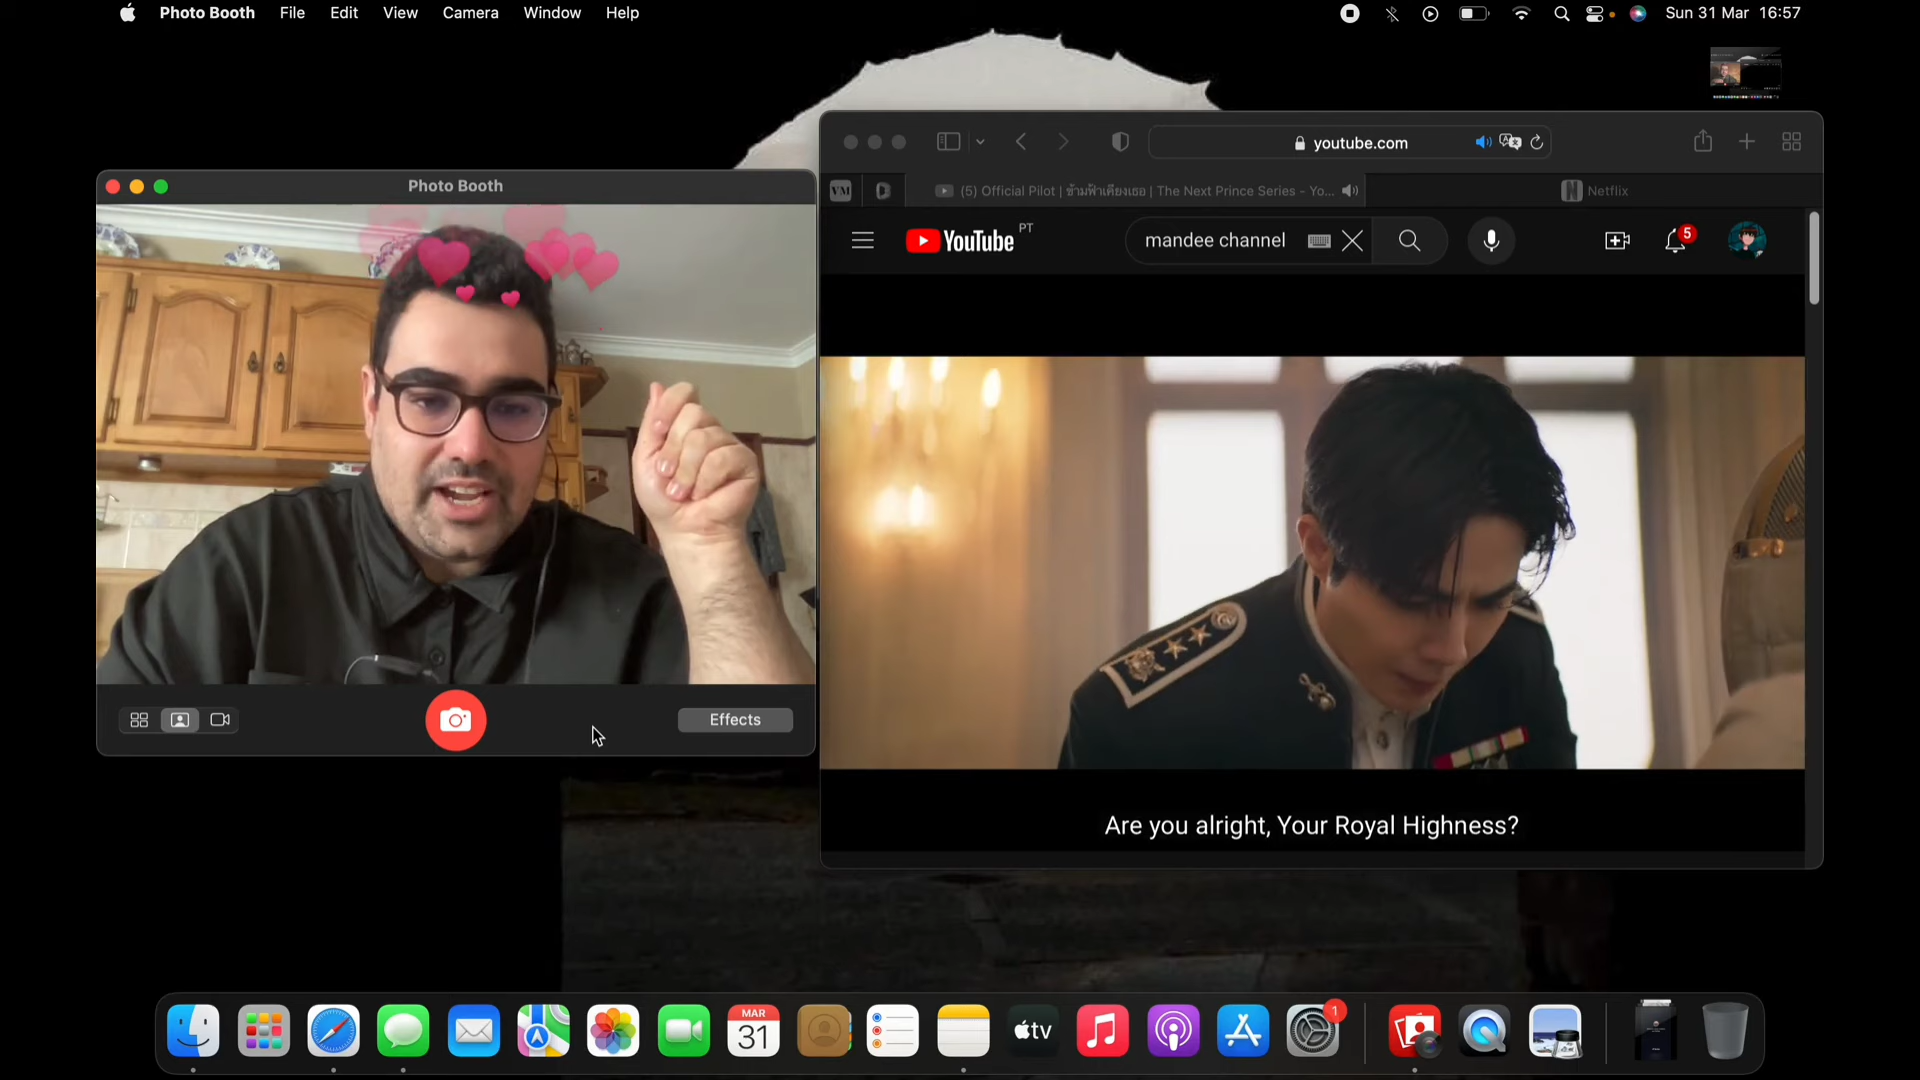 Photo Booth File Edit View Camera Window Help
Sun 31 Mar 16:57
youtube.com
Photo Booth
VM
(5) Official Pilot | ข้ามฟ้าเคียงเธอ | The Next Prince Series - Yo...
N Netflix
YouTube PT
mandee channel
5
Effects
Are you alright, Your Royal Highness?
MAR
31
tv
1